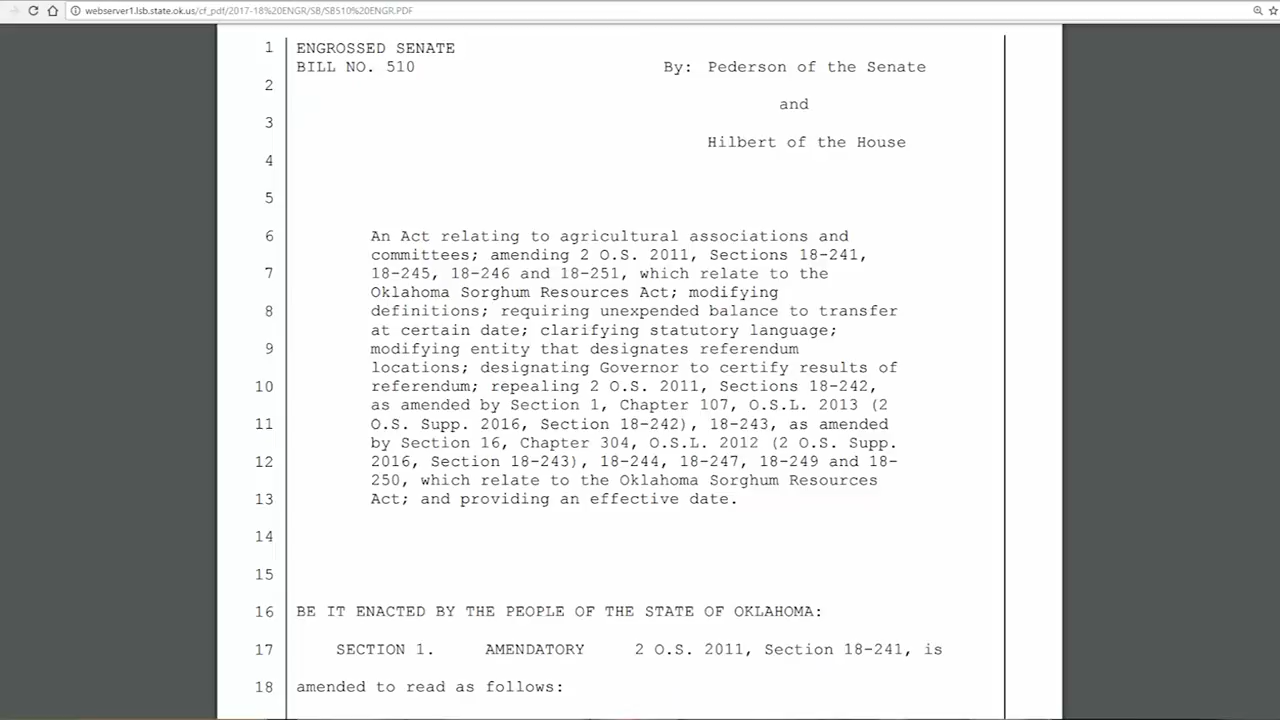 webserver1.lsb.state.ok.us/cf_pdf/2017-18%20ENGR/SB/SB510%20ENGR.PDF
1 ENGROSSED SENATE
BILL NO. 510 By: Pederson of the Senate
2
and
3
Hilbert of the House
4
5
6 An Act relating to agricultural associations and
committees; amending 2 O.S. 2011, Sections 18-241,
7 18-245, 18-246 and 18-251, which relate to the
Oklahoma Sorghum Resources Act; modifying
8 definitions; requiring unexpended balance to transfer
at certain date; clarifying statutory language;
9 modifying entity that designates referendum
locations; designating Governor to certify results of
10 referendum; repealing 2 O.S. 2011, Sections 18-242,
as amended by Section 1, Chapter 107, O.S.L. 2013 (2
11 O.S. Supp. 2016, Section 18-242), 18-243, as amended
by Section 16, Chapter 304, O.S.L. 2012 (2 O.S. Supp.
12 2016, Section 18-243), 18-244, 18-247, 18-249 and 18-
250, which relate to the Oklahoma Sorghum Resources
13 Act; and providing an effective date.
14
15
16 BE IT ENACTED BY THE PEOPLE OF THE STATE OF OKLAHOMA:
17 SECTION 1. AMENDATORY 2 O.S. 2011, Section 18-241, is
18 amended to read as follows: